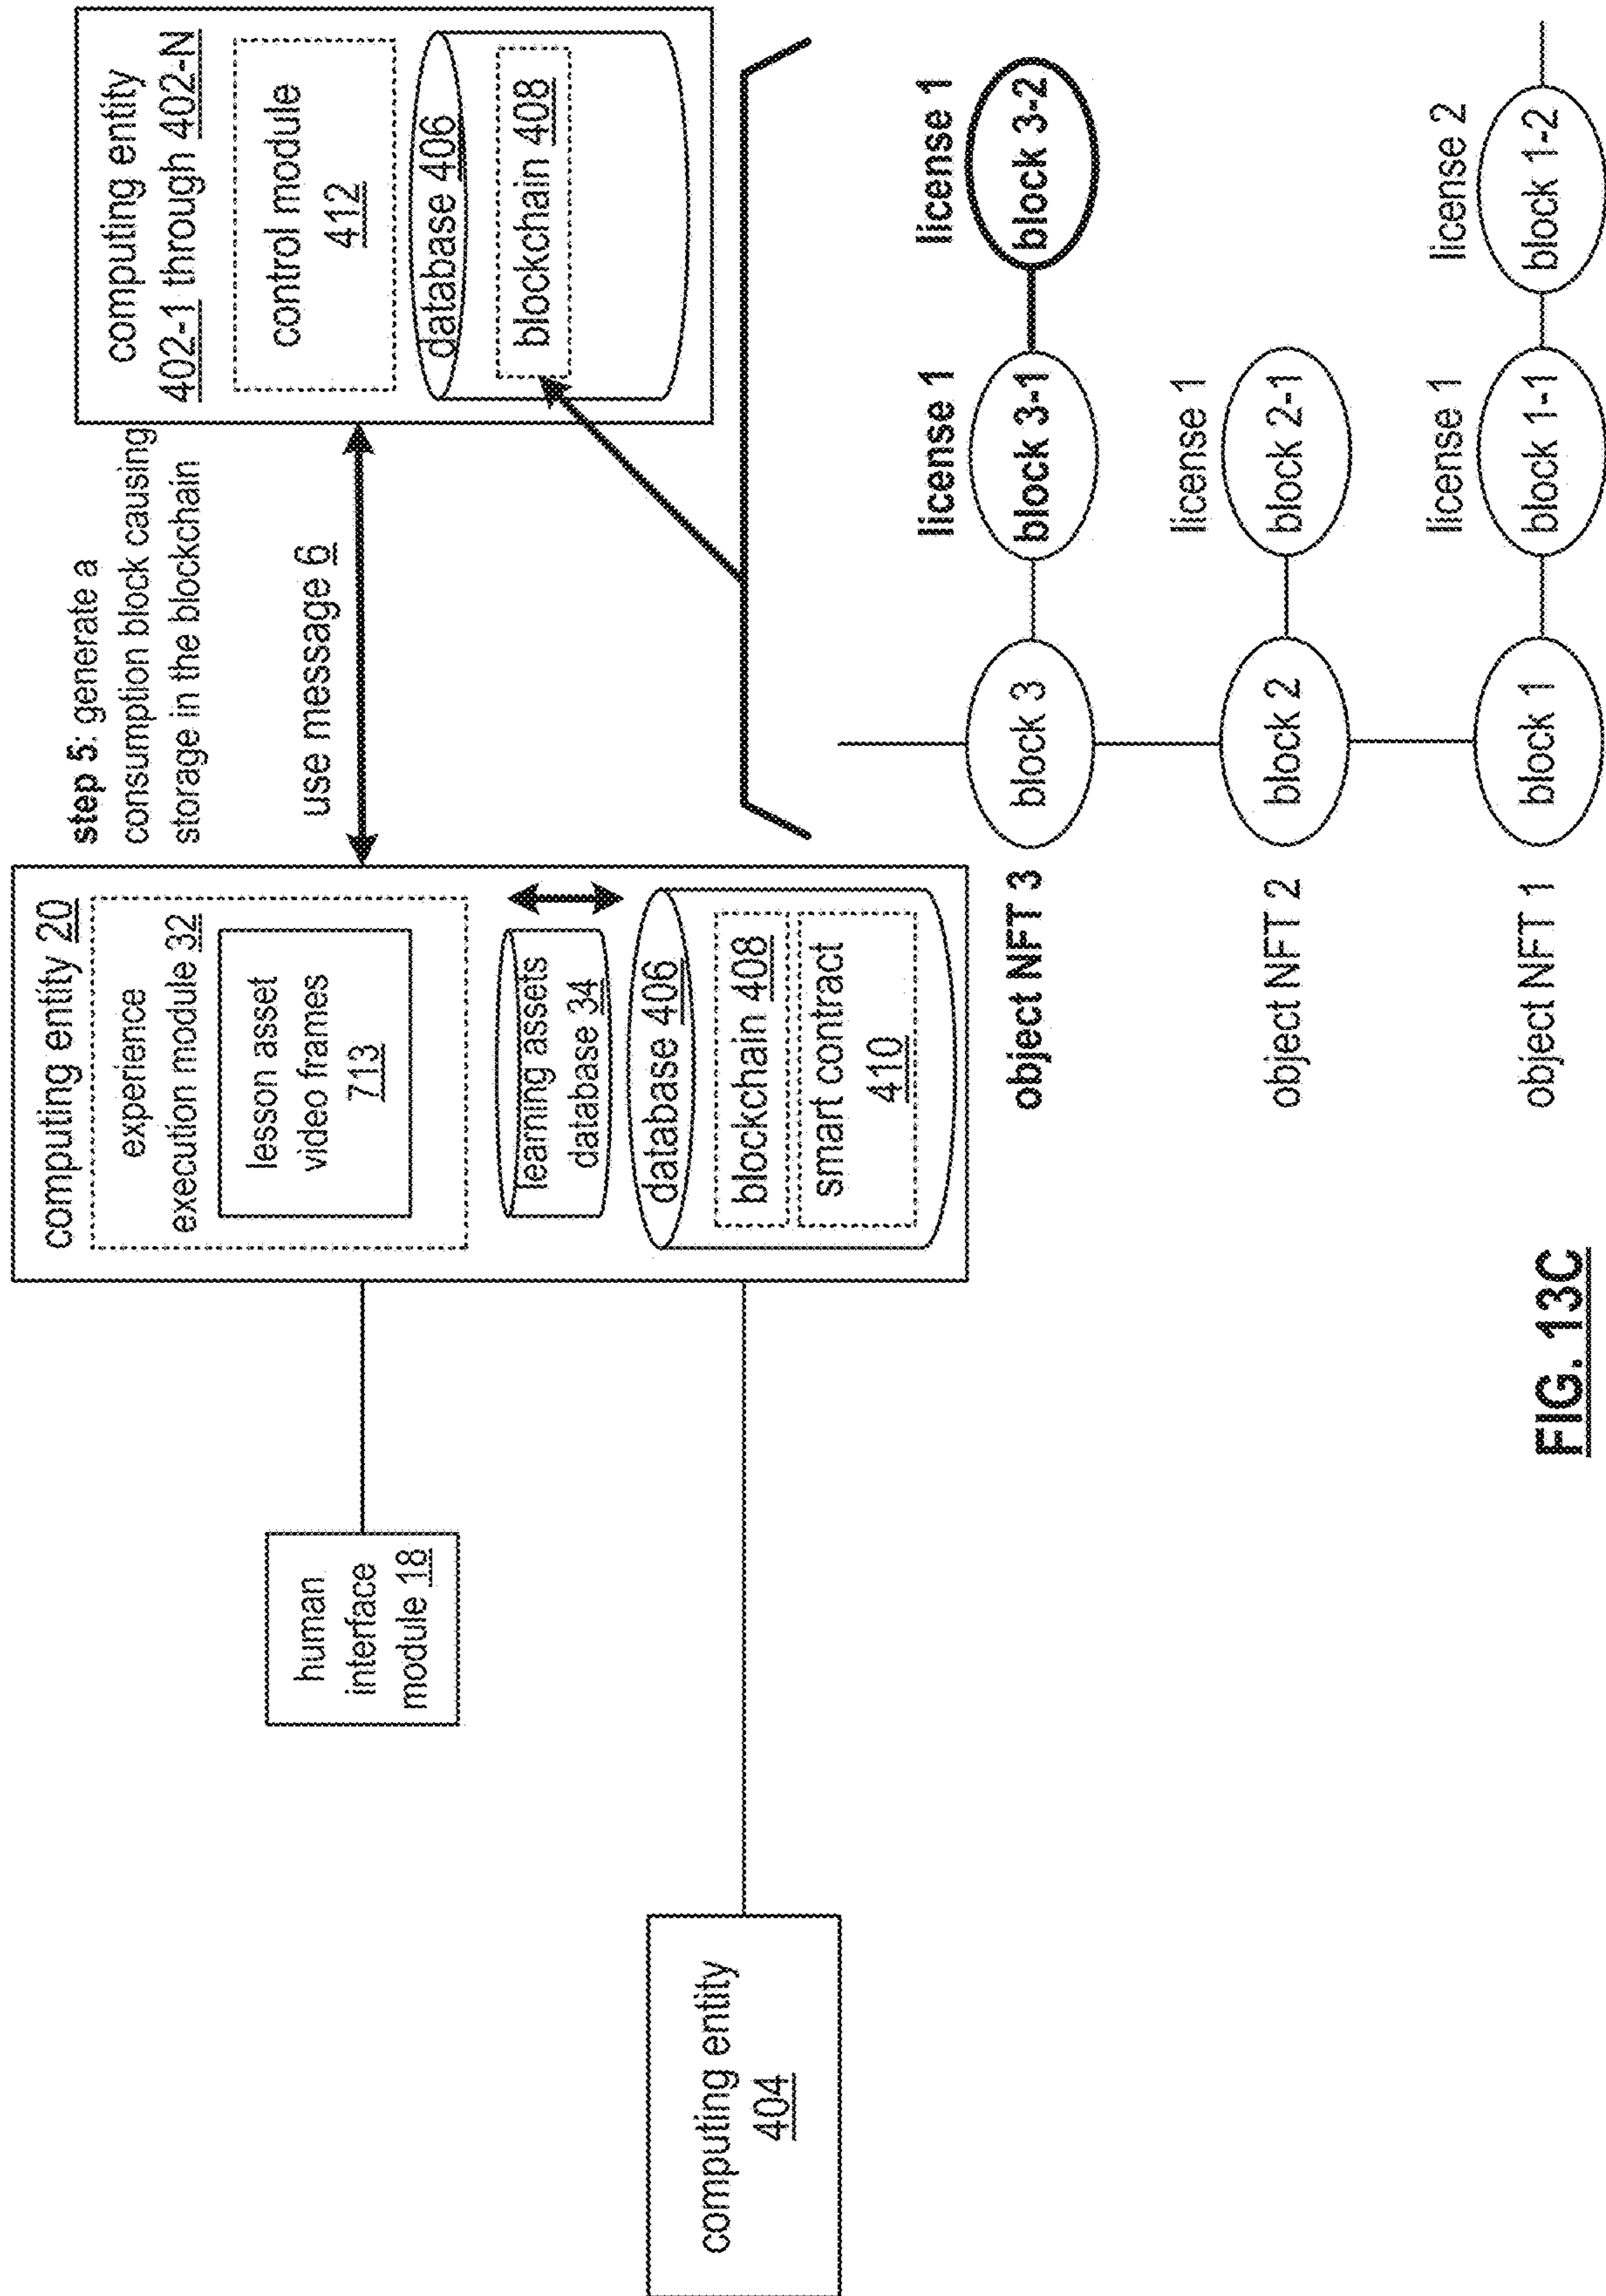 step 5: generate a
consumption block causing
storage in the blockchain
computing entity 20
experience
execution module 32
lesson asset
video frames
713
learning assets
database 34
database 406
blockchain 408
smart contract
410
human
interface
module 18
computing entity
404
use message 6
computing entity
402-1 through 402-N
control module
412
database 406
blockchain 408
object NFT 3
block 3
license 1
block 3-1
license 1
block 3-2
object NFT 2
block 2
license 1
block 2-1
object NFT 1
block 1
license 1
block 1-1
license 2
block 1-2
FIG. 13C